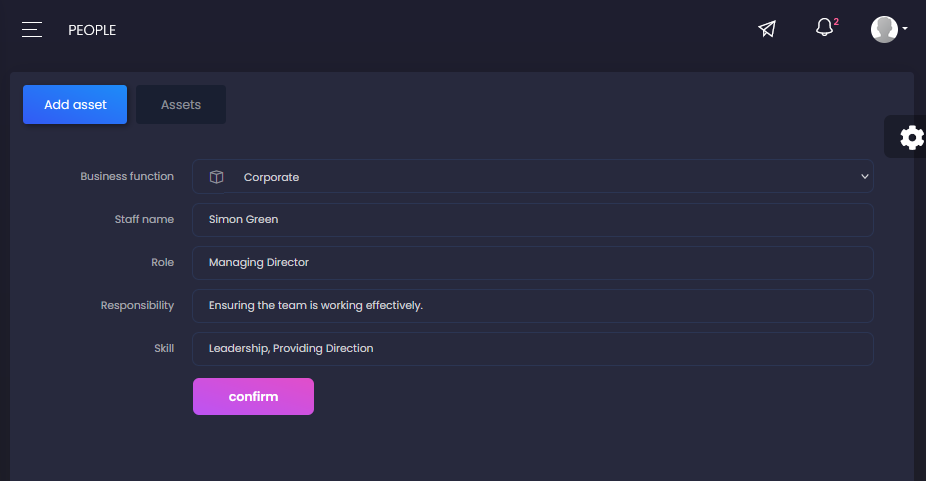 PEOPLE
2
Add asset
Assets
Business function
Corporate
Staff name
Simon Green
Role
Managing Director
Responsibility
Ensuring the team is working effectively.
Skill
Leadership, Providing Direction
confirm